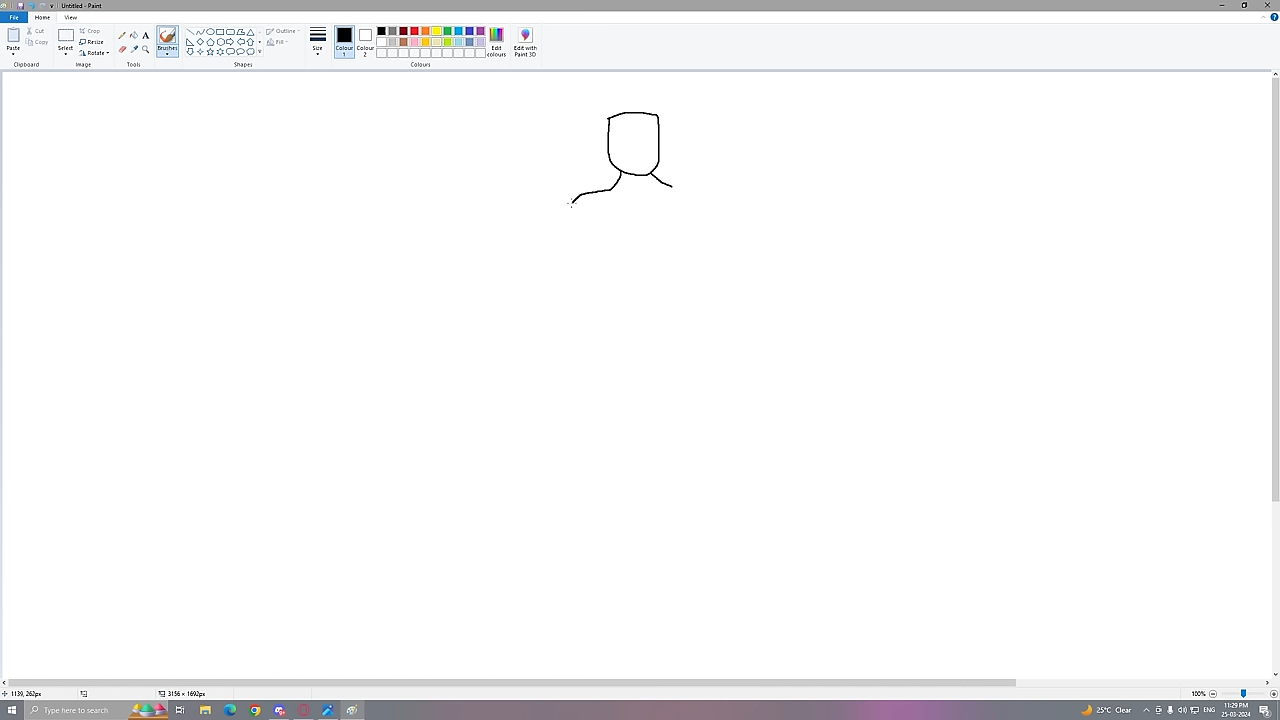 Untitled - Paint
File Home View
Paste Cut Copy Clipboard
Select Crop Resize Rotate Image
Tools
Brushes
Outline Fill Shapes
Size
Colour 1 Colour 2 Edit colours Colours
Edit with Paint 3D
1139, 262px 3156 × 1692px 100%
Type here to search 25°C Clear ENG 11:29 PM 25-03-2024